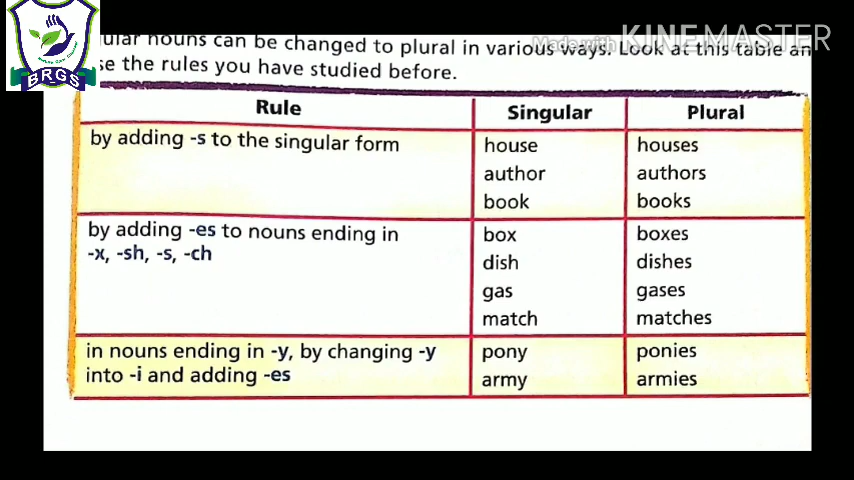 ular nouns can be changed to plural in various ways. Look at this table an
se the rules you have studied before.
Made with KINEMASTER
BRGS
Rule Singular Plural
by adding -s to the singular form house houses
author authors
book books
by adding -es to nouns ending in box boxes
-x, -sh, -s, -ch dish dishes
gas gases
match matches
in nouns ending in -y, by changing -y pony ponies
into -i and adding -es army armies